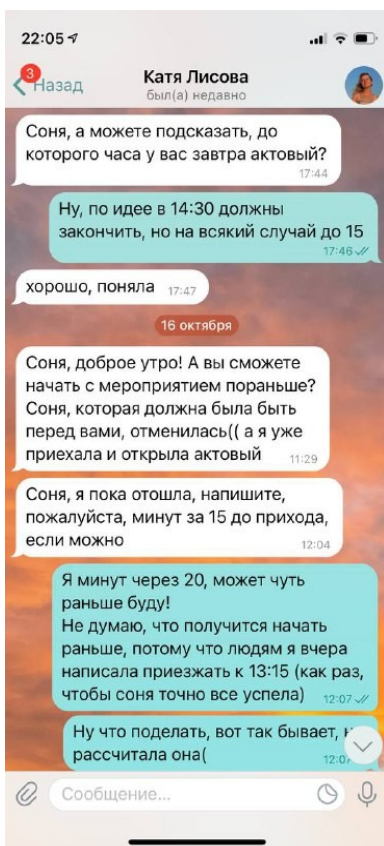 22:05
3
Назад
Катя Лисова
был(а) недавно
Соня, а можете подсказать, до
которого часа у вас завтра актовый?
17:44
Ну, по идее в 14:30 должны
закончить, но на всякий случай до 15
17:46
хорошо, поняла 17:47
16 октября
Соня, доброе утро! А вы сможете
начать с мероприятием пораньше?
Соня, которая должна была быть
перед вами, отменилась(( а я уже
приехала и открыла актовый 11:29
Соня, я пока отошла, напишите,
пожалуйста, минут за 15 до прихода,
если можно 12:04
Я минут через 20, может чуть
раньше буду!
Не думаю, что получится начать
раньше, потому что людям я вчера
написала приезжать к 13:15 (как раз,
чтобы соня точно все успела) 12:07
Ну что поделать, вот так бывает,
рассчитала она(
Сообщение...